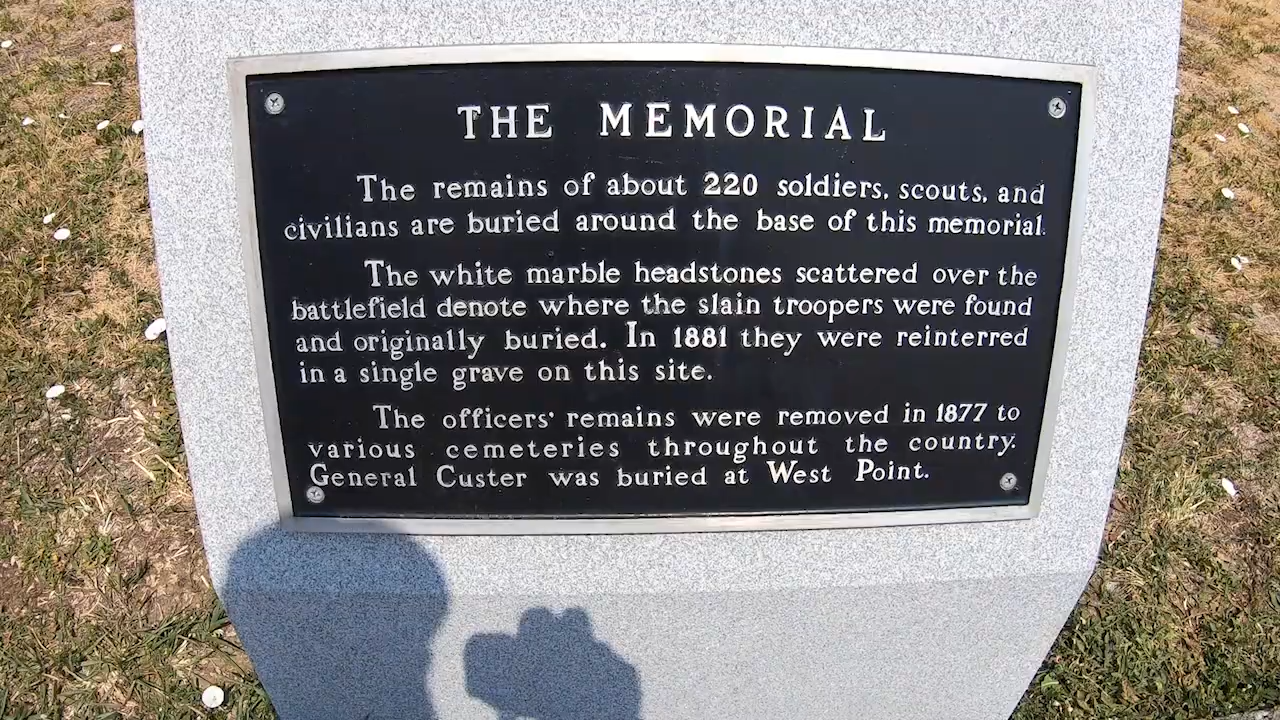 THE MEMORIAL
The remains of about 220 soldiers, scouts, and
civilians are buried around the base of this memorial.
The white marble headstones scattered over the
battlefield denote where the slain troopers were found
and originally buried. In 1881 they were reinterred
in a single grave on this site.
The officers' remains were removed in 1877 to
various cemeteries throughout the country.
General Custer was buried at West Point.